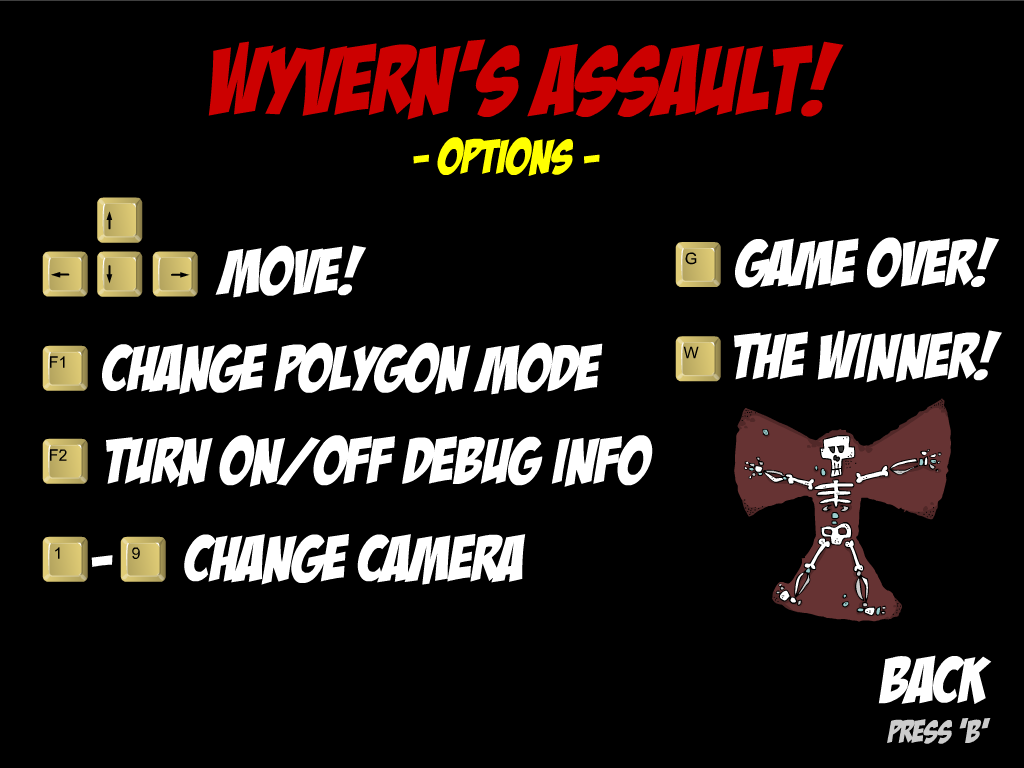 WYVERN'S ASSAULT!
- OPTIONS -
MOVE!
F1 CHANGE POLYGON MODE
F2 TURN ON/OFF DEBUG INFO
1 - 9 CHANGE CAMERA
G GAME OVER!
W THE WINNER!
BACK
PRESS 'B'